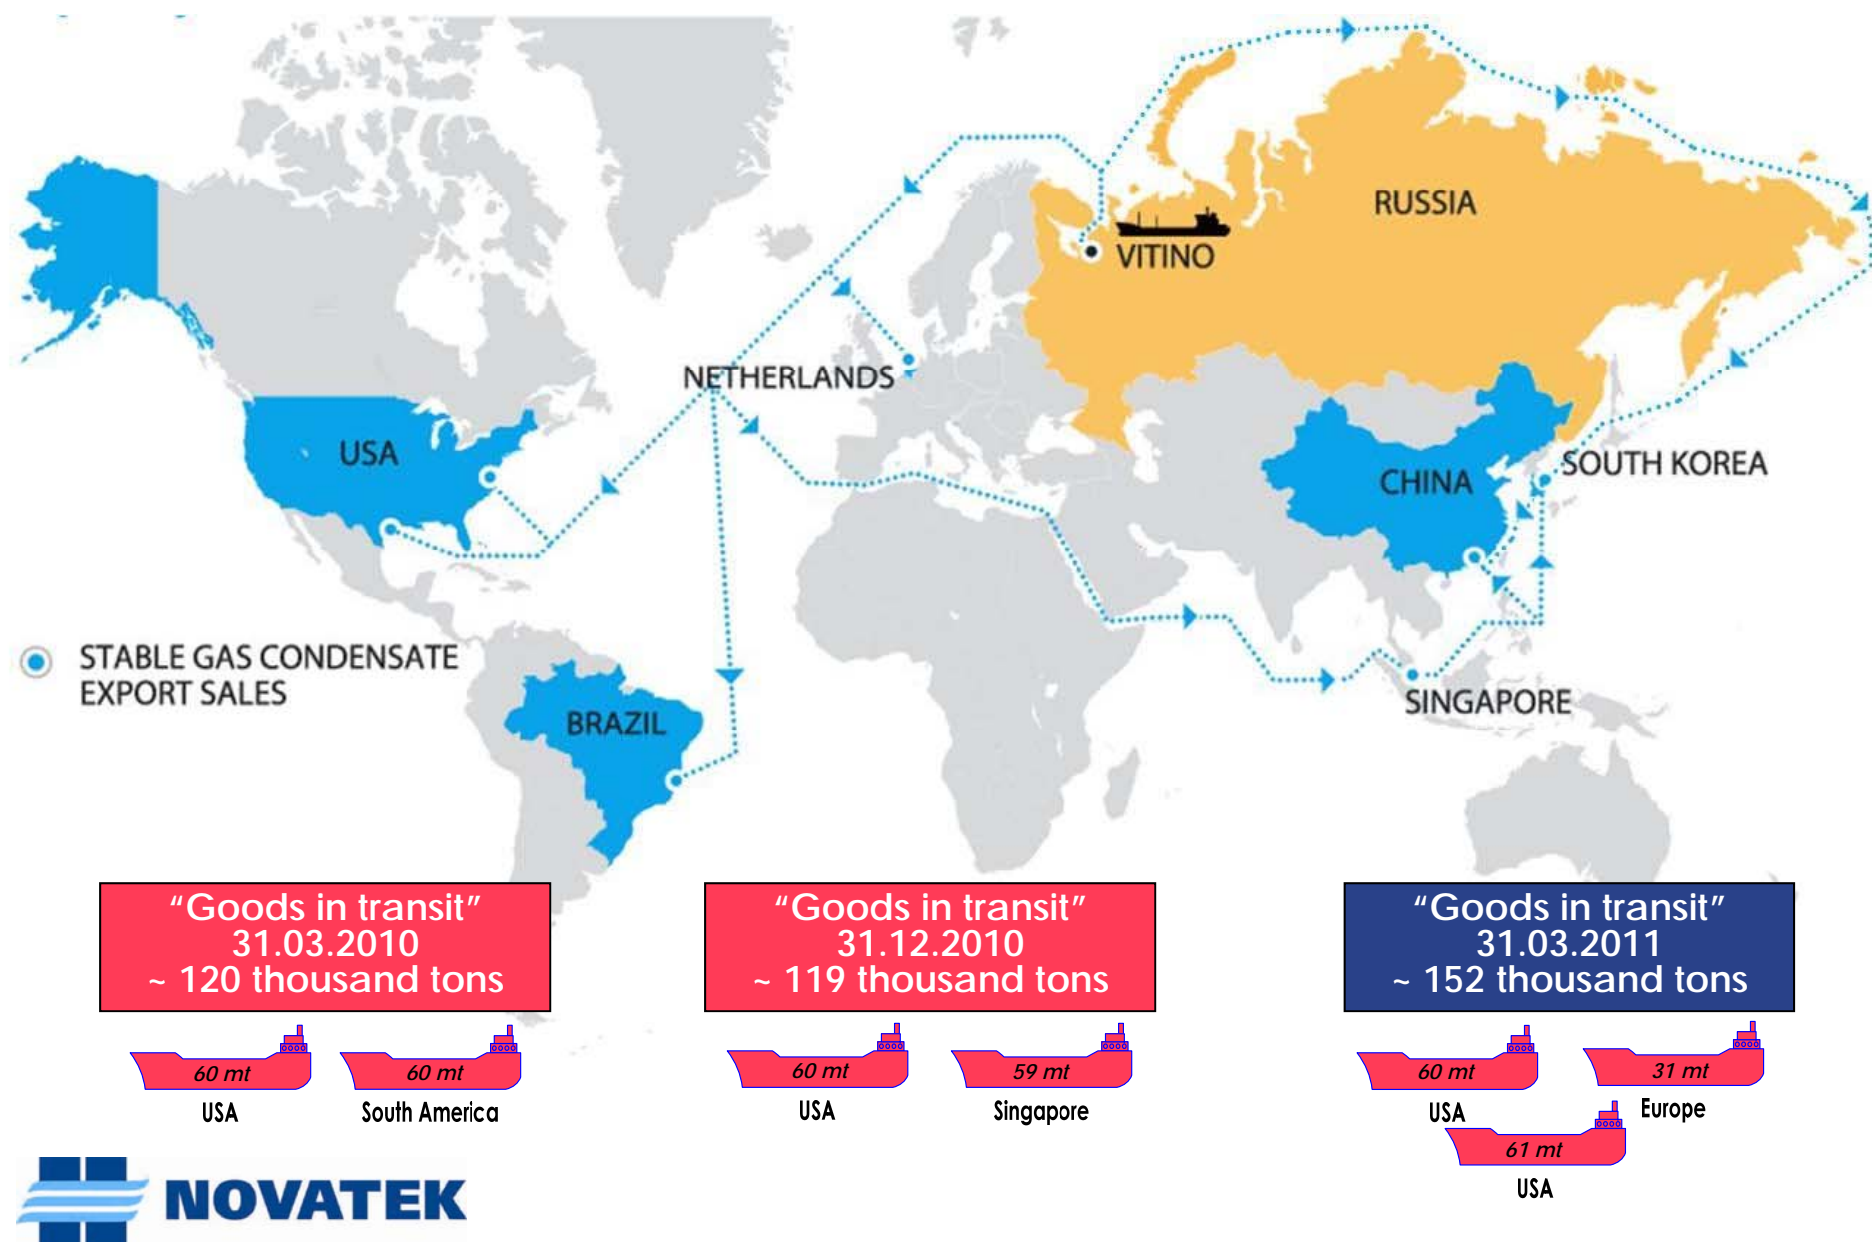 RUSSIA
VITINO
NETHERLANDS
USA
CHINA
SOUTH KOREA
STABLE GAS CONDENSATE
EXPORT SALES
BRAZIL
SINGAPORE
“Goods in transit”
31.03.2010
~ 120 thousand tons
“Goods in transit”
31.12.2010
~ 119 thousand tons
“Goods in transit”
31.03.2011
~ 152 thousand tons
60 mt
USA
60 mt
South America
60 mt
USA
59 mt
Singapore
60 mt
USA
31 mt
Europe
61 mt
USA
NOVATEK